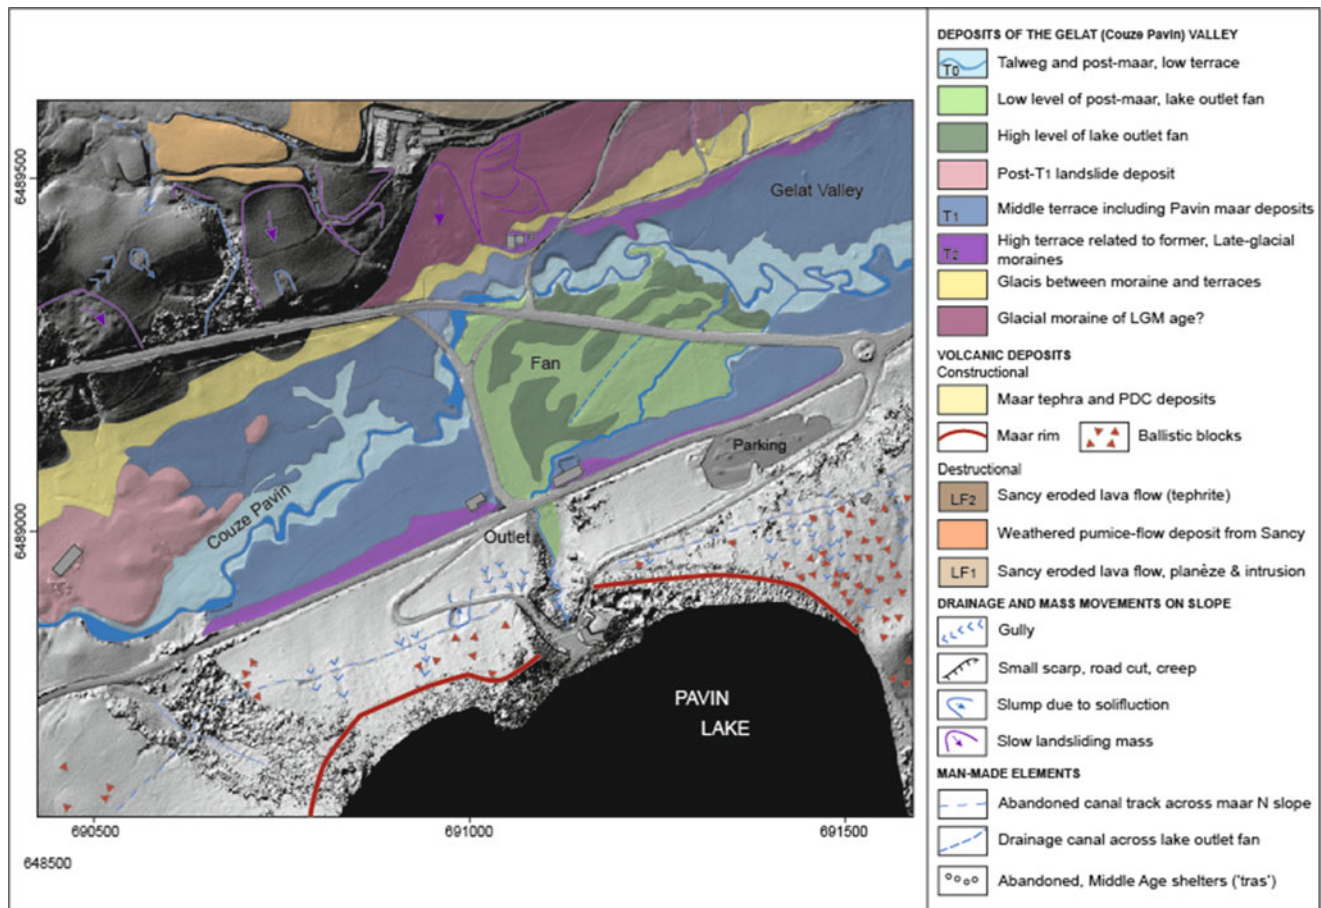 6489500
6489000
Gelat Valley
Fan
Parking
Couze Pavin
Outlet
PAVIN
LAKE
690500
691000
691500
648500
DEPOSITS OF THE GELAT (Couze Pavin) VALLEY
T0 Talweg and post-maar, low terrace
Low level of post-maar, lake outlet fan
High level of lake outlet fan
Post-T1 landslide deposit
T1 Middle terrace including Pavin maar deposits
T2 High terrace related to former, Late-glacial
moraines
Glacis between moraine and terraces
Glacial moraine of LGM age?
VOLCANIC DEPOSITS
Constructional
Maar tephra and PDC deposits
Maar rim Ballistic blocks
Destructional
LF2 Sancy eroded lava flow (tephrite)
Weathered pumice-flow deposit from Sancy
LF1 Sancy eroded lava flow, planèze & intrusion
DRAINAGE AND MASS MOVEMENTS ON SLOPE
Gully
Small scarp, road cut, creep
Slump due to solifluction
Slow landsliding mass
MAN-MADE ELEMENTS
Abandoned canal track across maar N slope
Drainage canal across lake outlet fan
Abandoned, Middle Age shelters ('tras')